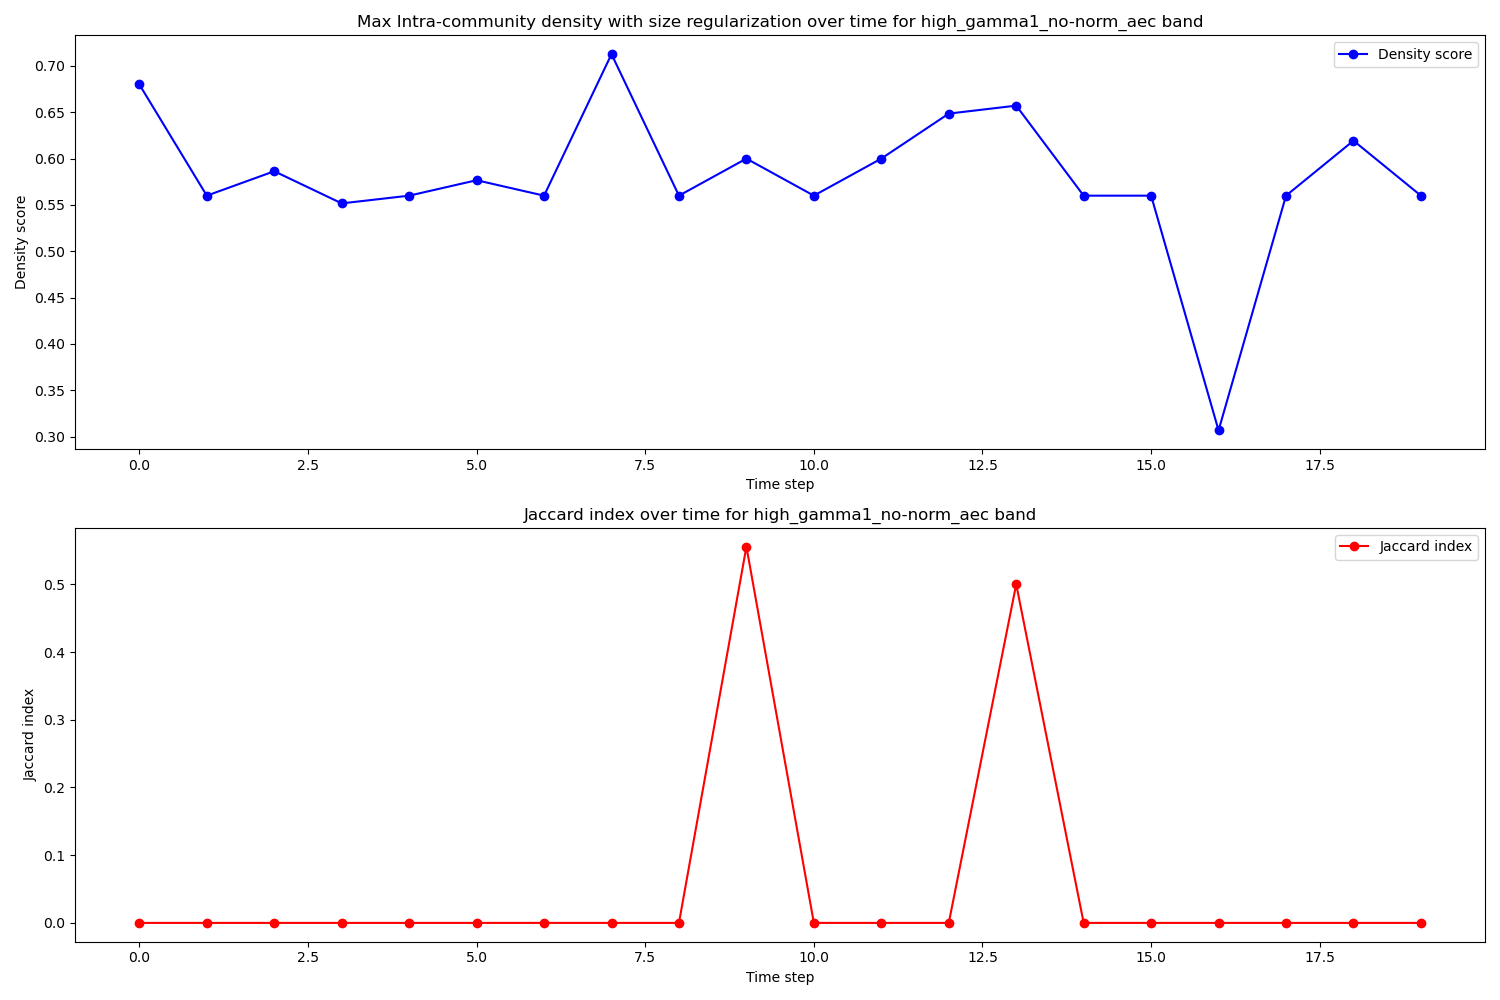 Max Intra-community density with size regularization over time for high_gamma1_no-norm_aec band
Density score
0.70
0.65
0.60
0.55
0.50
0.45
0.40
0.35
0.30
Density score
0.0 2.5 5.0 7.5 10.0 12.5 15.0 17.5
Time step
Jaccard index over time for high_gamma1_no-norm_aec band
Jaccard index
0.5
0.4
0.3
0.2
0.1
0.0
Jaccard index
0.0 2.5 5.0 7.5 10.0 12.5 15.0 17.5
Time step